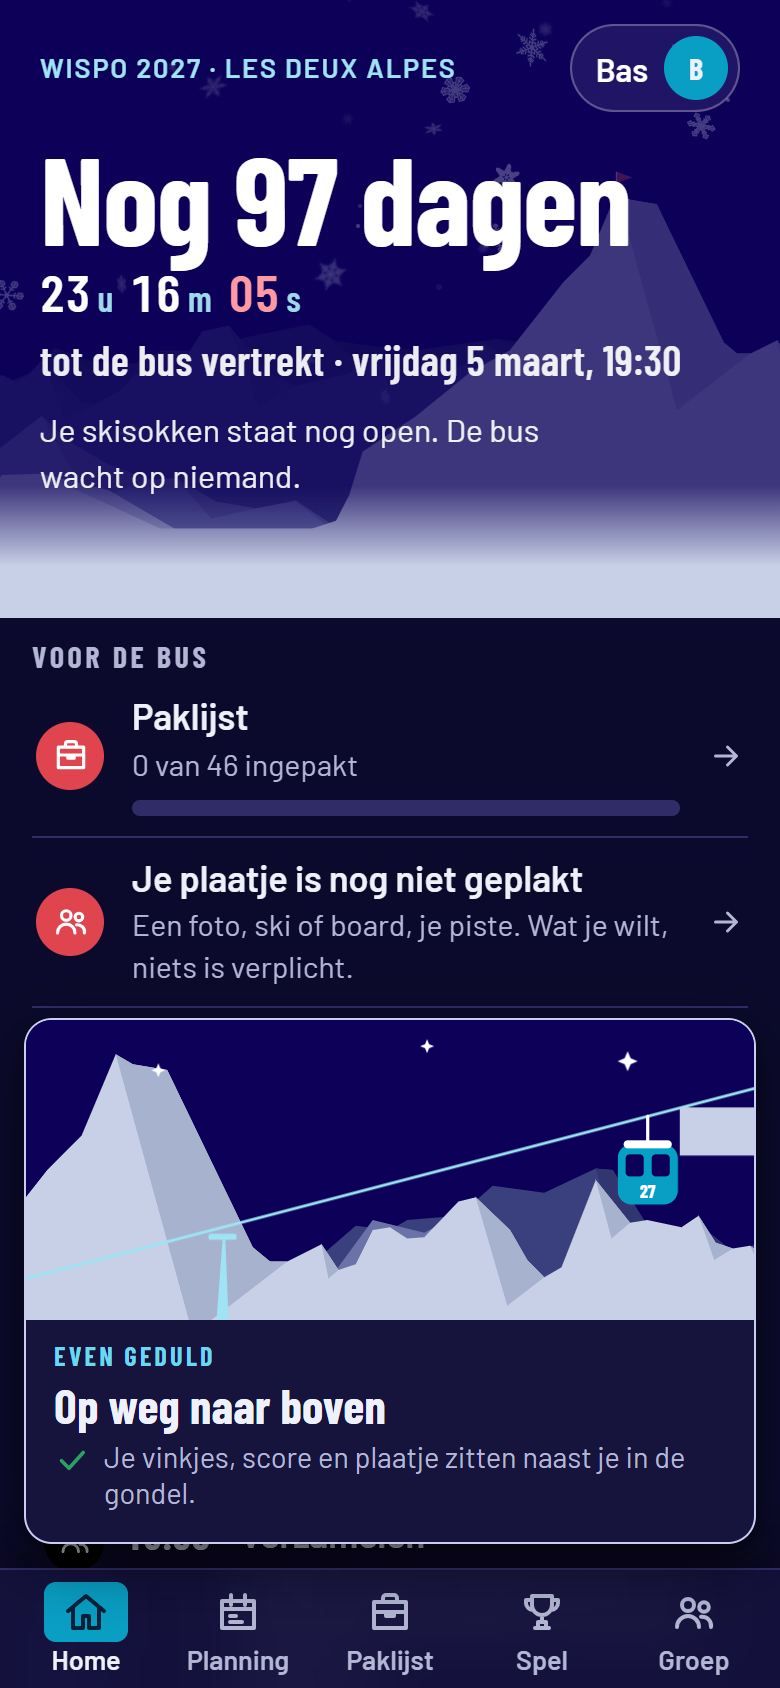 WISPO 2027 · LES DEUX ALPES
Bas
B
Nog 97 dagen
23 u 16 m 05 s
tot de bus vertrekt · vrijdag 5 maart, 19:30
Je skisokken staat nog open. De bus
wacht op niemand.
VOOR DE BUS
Paklijst
0 van 46 ingepakt
Je plaatje is nog niet geplakt
Een foto, ski of board, je piste. Wat je wilt,
niets is verplicht.
27
EVEN GEDULD
Op weg naar boven
Je vinkjes, score en plaatje zitten naast je in de
gondel.
Home
Planning
Paklijst
Spel
Groep